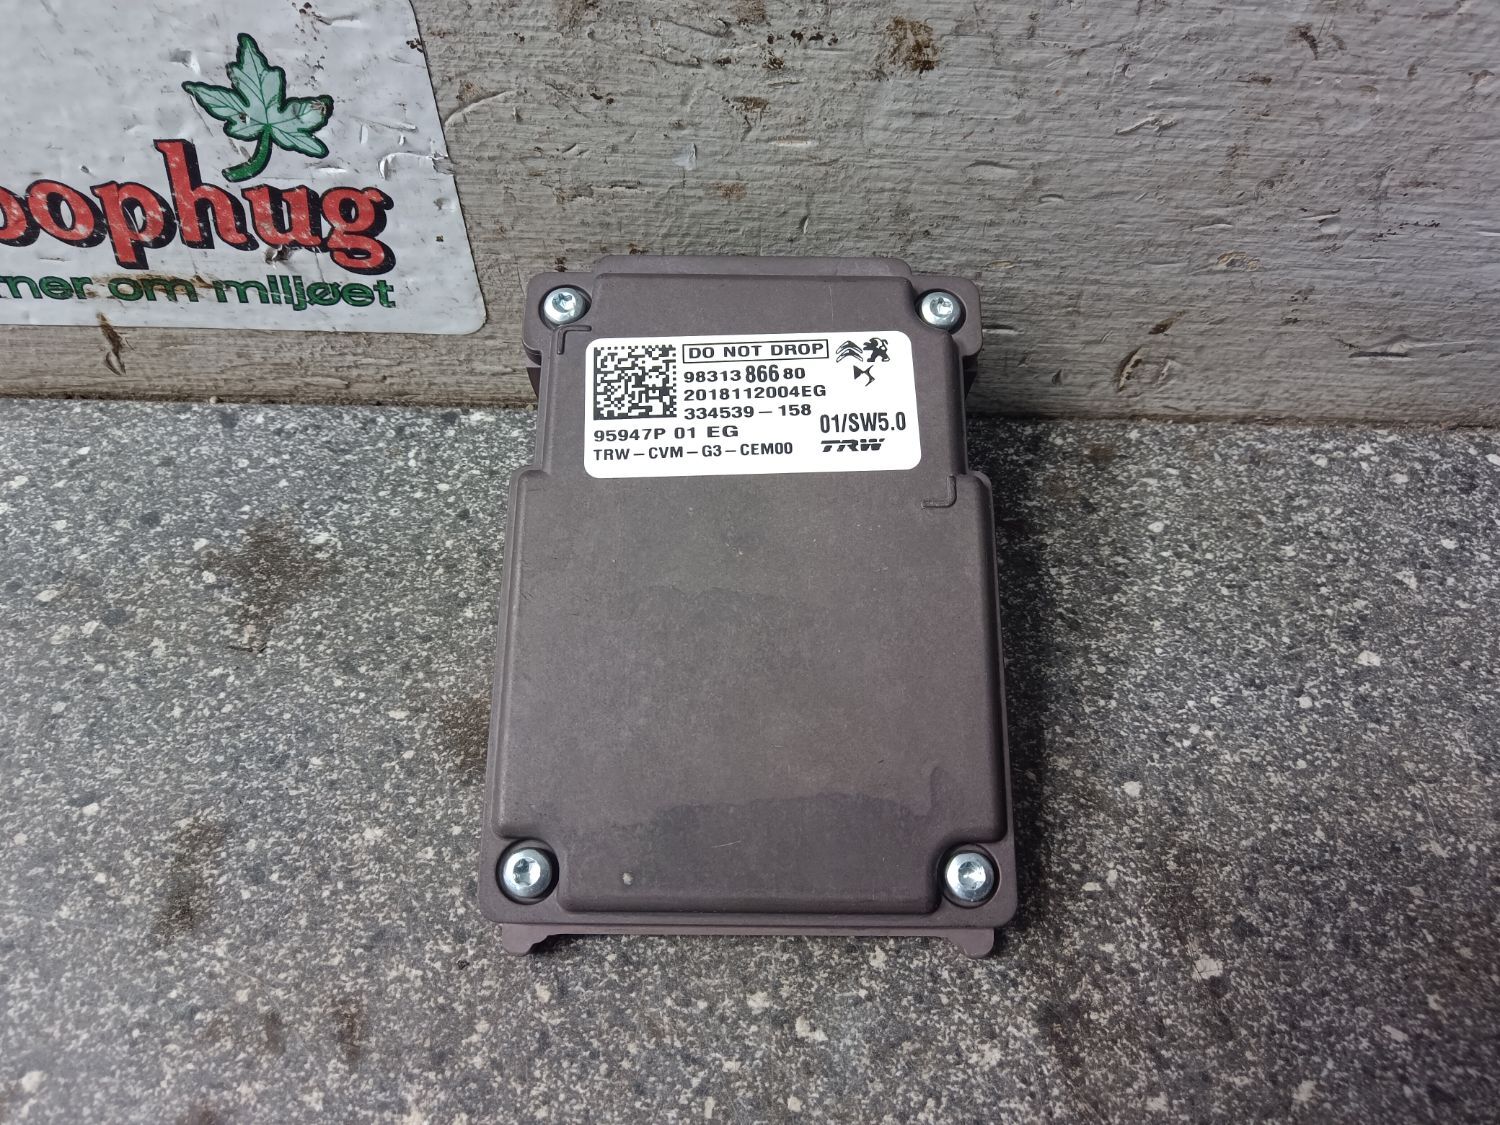 oophug
ner om miljøet
DO NOT DROP
98313 866 80
2018112004EG
334539-158
95947P 01 EG
01/SW5.0
TRW-CVM-G3-CEM00
TRW